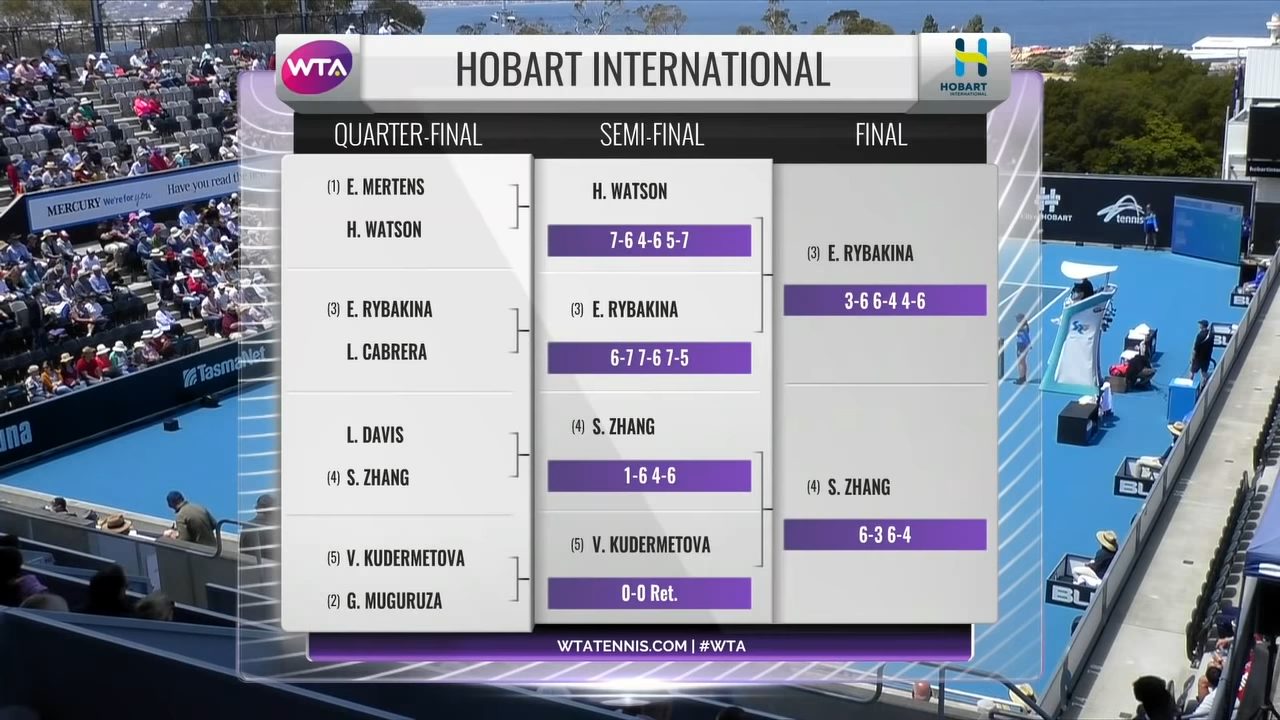 WTA
HOBART INTERNATIONAL
HOBART
INTERNATIONAL
QUARTER-FINAL
SEMI-FINAL
FINAL
(1) E. MERTENS
H. WATSON
(3) E. RYBAKINA
L. CABRERA
L. DAVIS
(4) S. ZHANG
(5) V. KUDERMETOVA
(2) G. MUGURUZA
H. WATSON
7-6 4-6 5-7
(3) E. RYBAKINA
6-7 7-6 7-5
(4) S. ZHANG
1-6 4-6
(5) V. KUDERMETOVA
0-0 Ret.
(3) E. RYBAKINA
3-6 6-4 4-6
(4) S. ZHANG
6-3 6-4
WTATENNIS.COM | #WTA
MERCURY We're for you Have you read
TasmaNet
una
HOBART
tennis
BLU
BLU
BLU